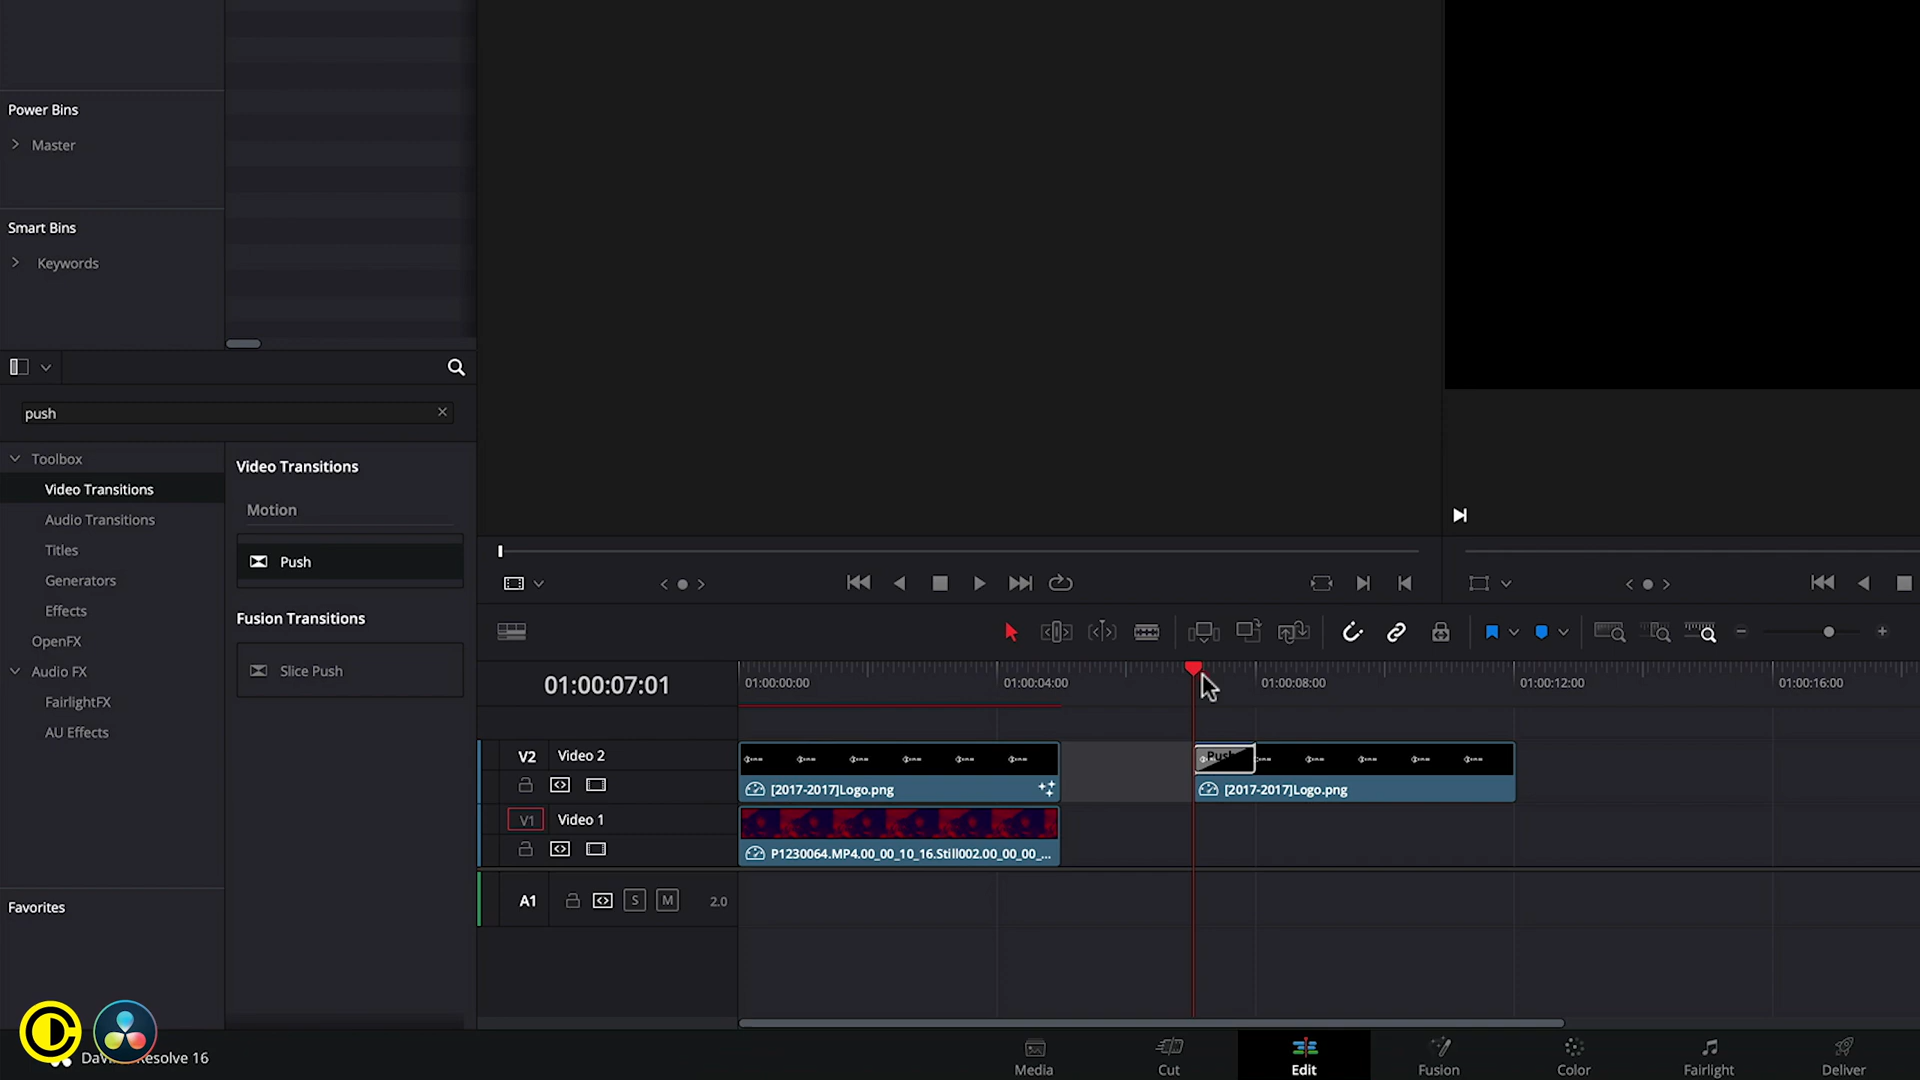 Power Bins
Master
Smart Bins
Keywords
push
Toolbox
Video Transitions
Audio Transitions
Titles
Generators
Effects
OpenFX
Audio FX
FairlightFX
AU Effects
Favorites
Video Transitions
Motion
Push
Fusion Transitions
Slice Push
01:00:07:01
01:00:00:00
01:00:04:00
01:00:08:00
01:00:12:00
01:00:16:00
V2 Video 2
[2017-2017]Logo.png
Push
[2017-2017]Logo.png
V1 Video 1
P1230064.MP4.00_00_10_16.Still002.00_00_00_...
A1 S M 2.0
Resolve 16
Media
Cut
Edit
Fusion
Color
Fairlight
Deliver